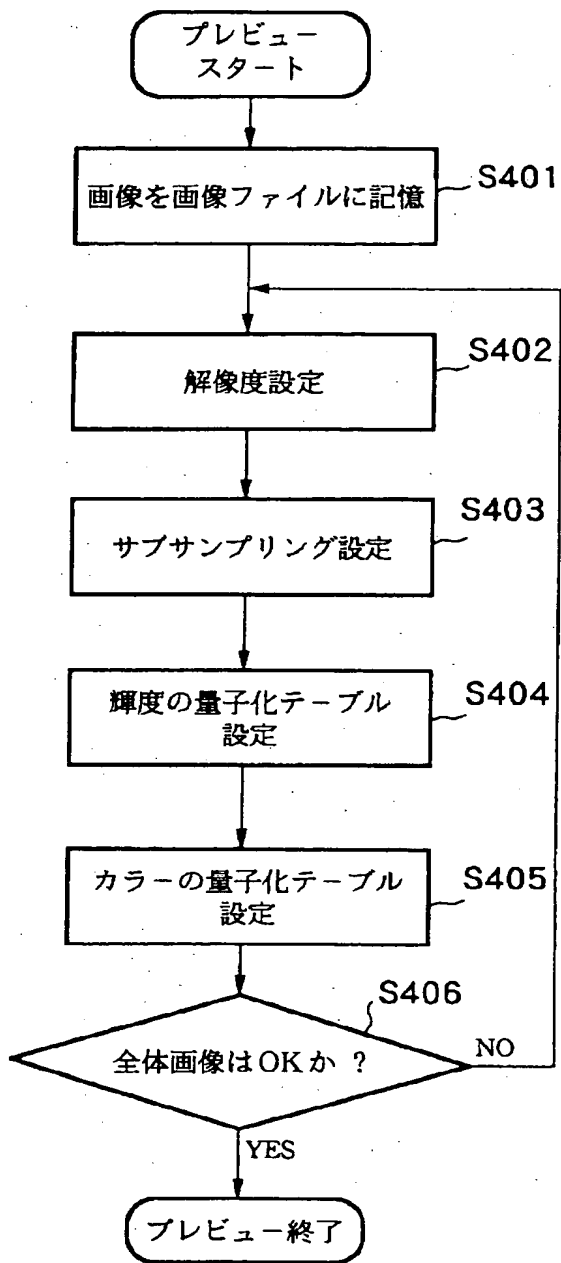 プレビュー
スタート
画像を画像ファイルに記憶
S401
解像度設定
S402
サブサンプリング設定
S403
輝度の量子化テーブル
設定
S404
カラーの量子化テーブル
設定
S405
S406
全体画像はOKか ?
NO
YES
プレビュー終了